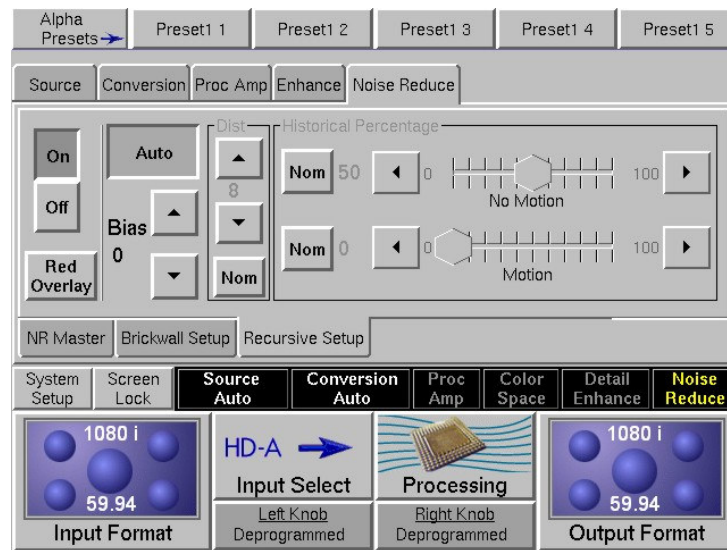 Alpha
Presets
Preset1 1
Preset1 2
Preset1 3
Preset1 4
Preset1 5
Source
Conversion
Proc Amp
Enhance
Noise Reduce
On
Auto
Dist
Historical Percentage
Nom
50
0
100
No Motion
8
Off
Bias
0
Nom
0
0
100
Motion
Red
Overlay
Nom
NR Master
Brickwall Setup
Recursive Setup
System
Setup
Screen
Lock
Source
Auto
Conversion
Auto
Proc
Amp
Color
Space
Detail
Enhance
Noise
Reduce
1080 i
59.94
Input Format
HD-A
Input Select
Left Knob
Deprogrammed
Processing
Right Knob
Deprogrammed
1080 i
59.94
Output Format